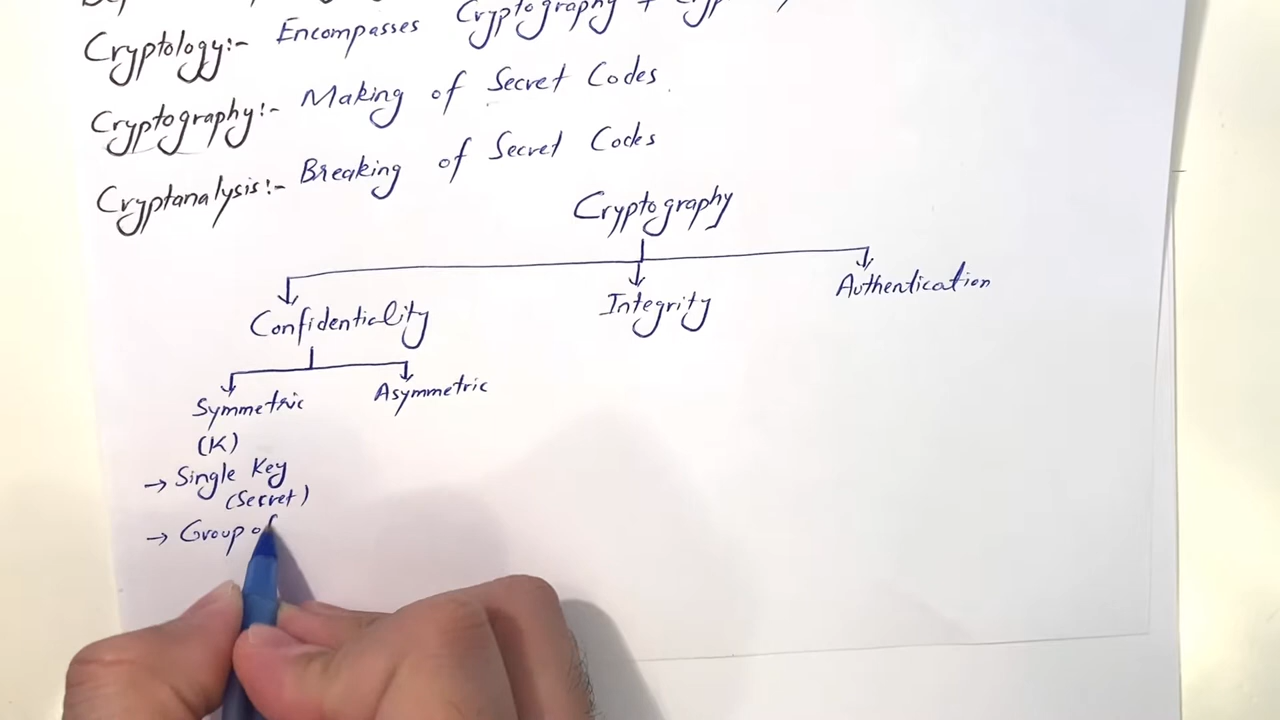 Cryptology:- Encompasses Cryptography +
Cryptography:- Making of Secret Codes
Cryptanalysis:- Breaking of Secret Codes
Cryptography
Confidentiality Integrity Authentication
Symmetric Asymmetric
(K)
→ Single Key
(Secret)
→ Group of